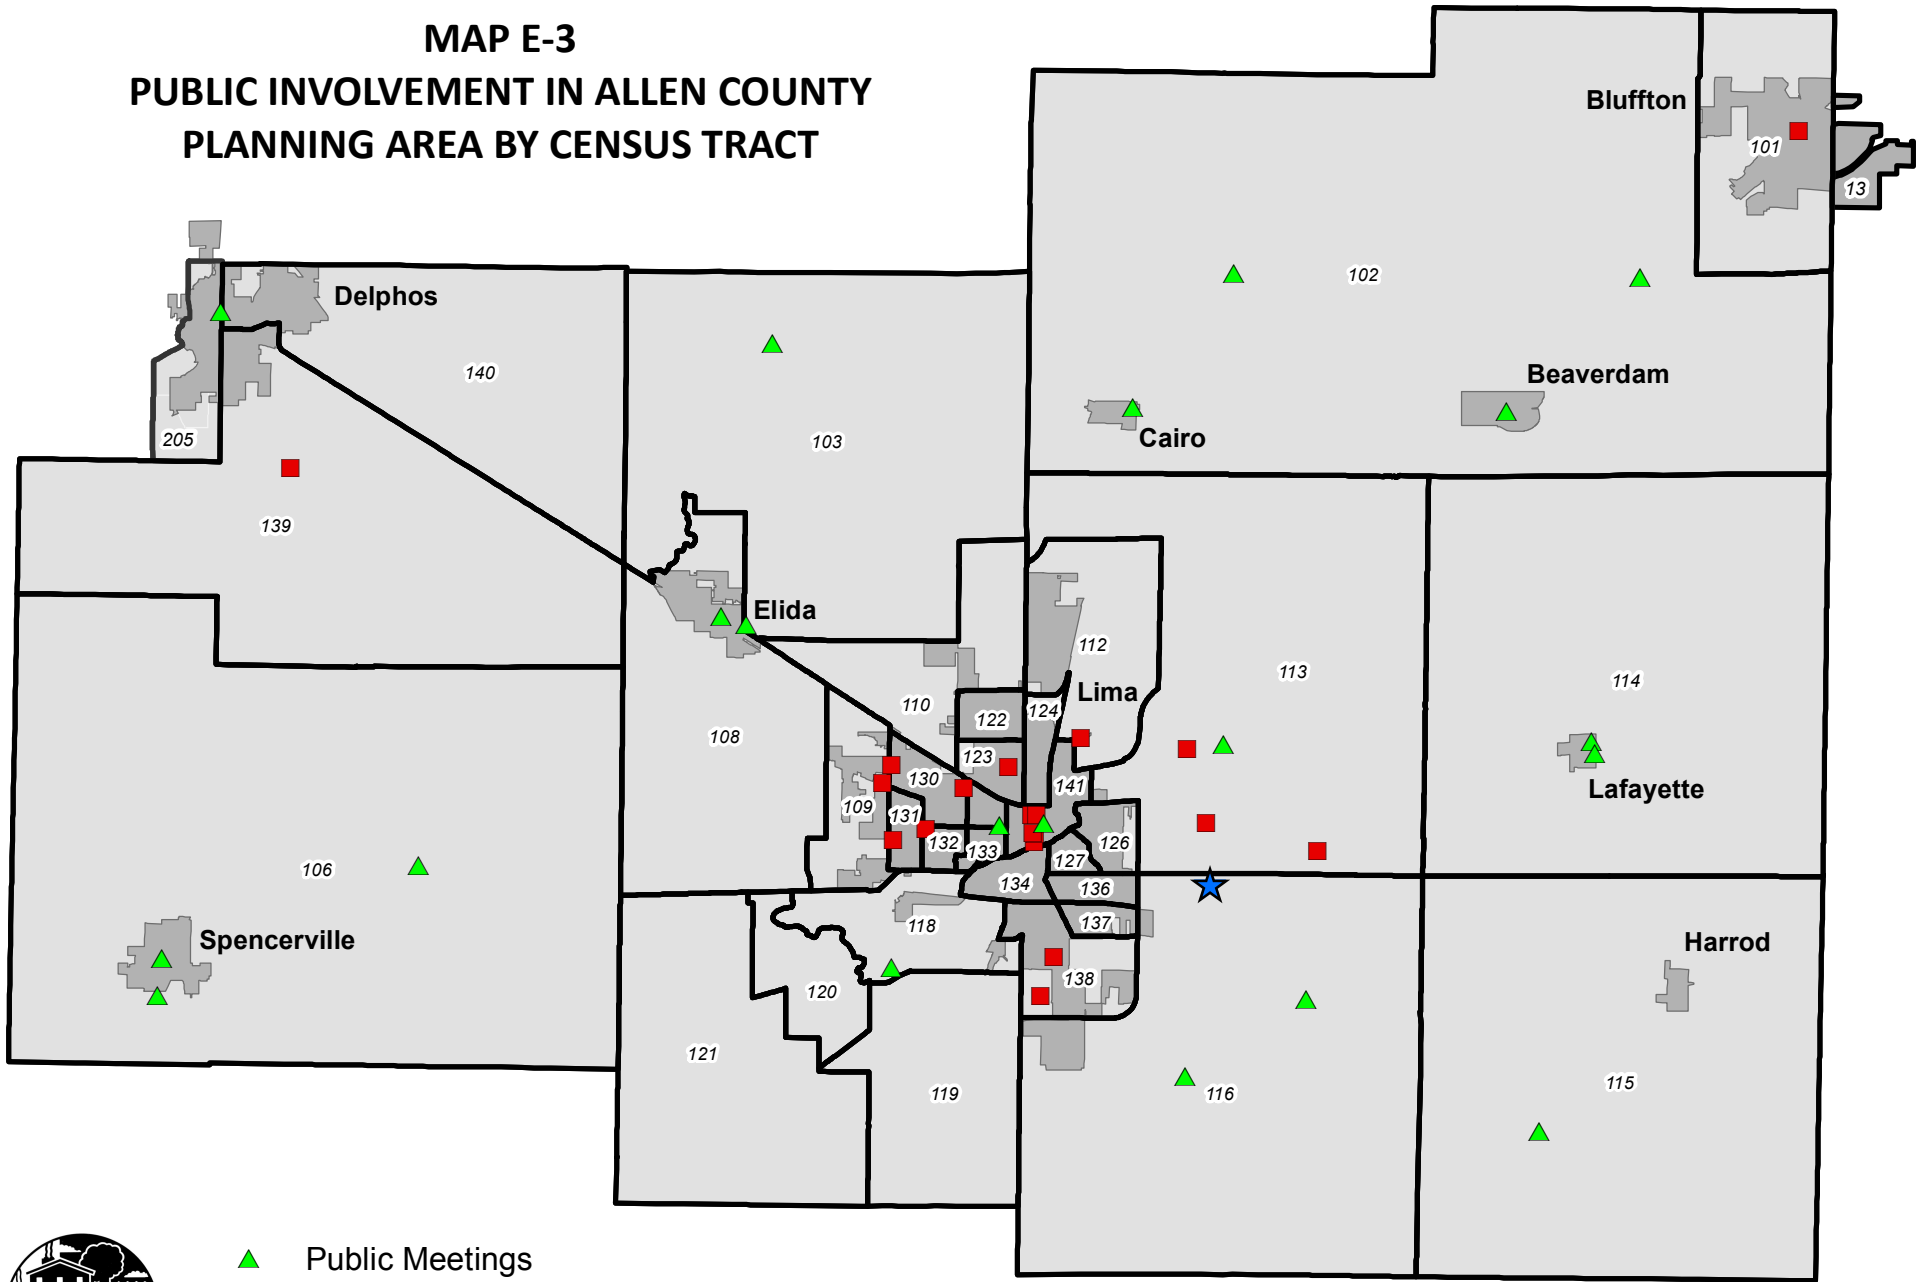 MAP E-3
PUBLIC INVOLVEMENT IN ALLEN COUNTY
PLANNING AREA BY CENSUS TRACT
Bluffton
101
13
102
Delphos
140
Beaverdam
205
103
Cairo
139
Elida
112
113
114
Lima
110
124
122
108
123
130
141
Lafayette
109
131
126
132
133
127
106
134
136
118
137
Spencerville
Harrod
138
120
121
115
119
116
Public Meetings